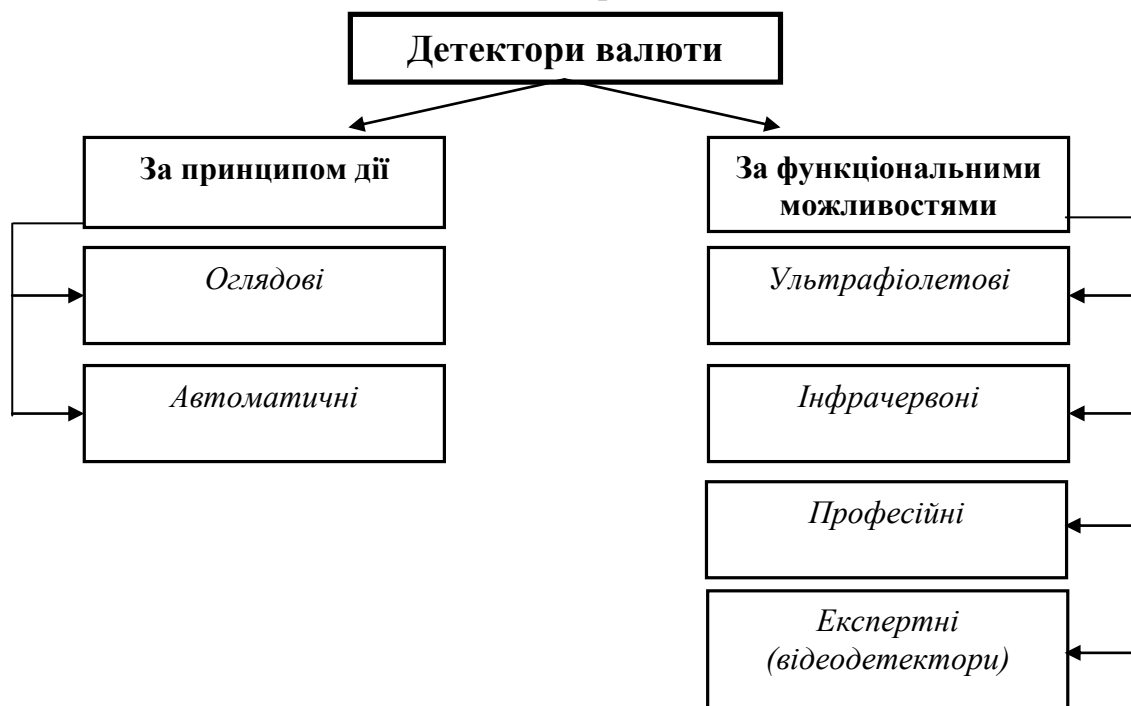 Детектори валюти
За принципом дії
Оглядові
Автоматичні
За функціональними
можливостями
Ультрафіолетові
Інфрачервоні
Професійні
Експертні
(відеодетектори)